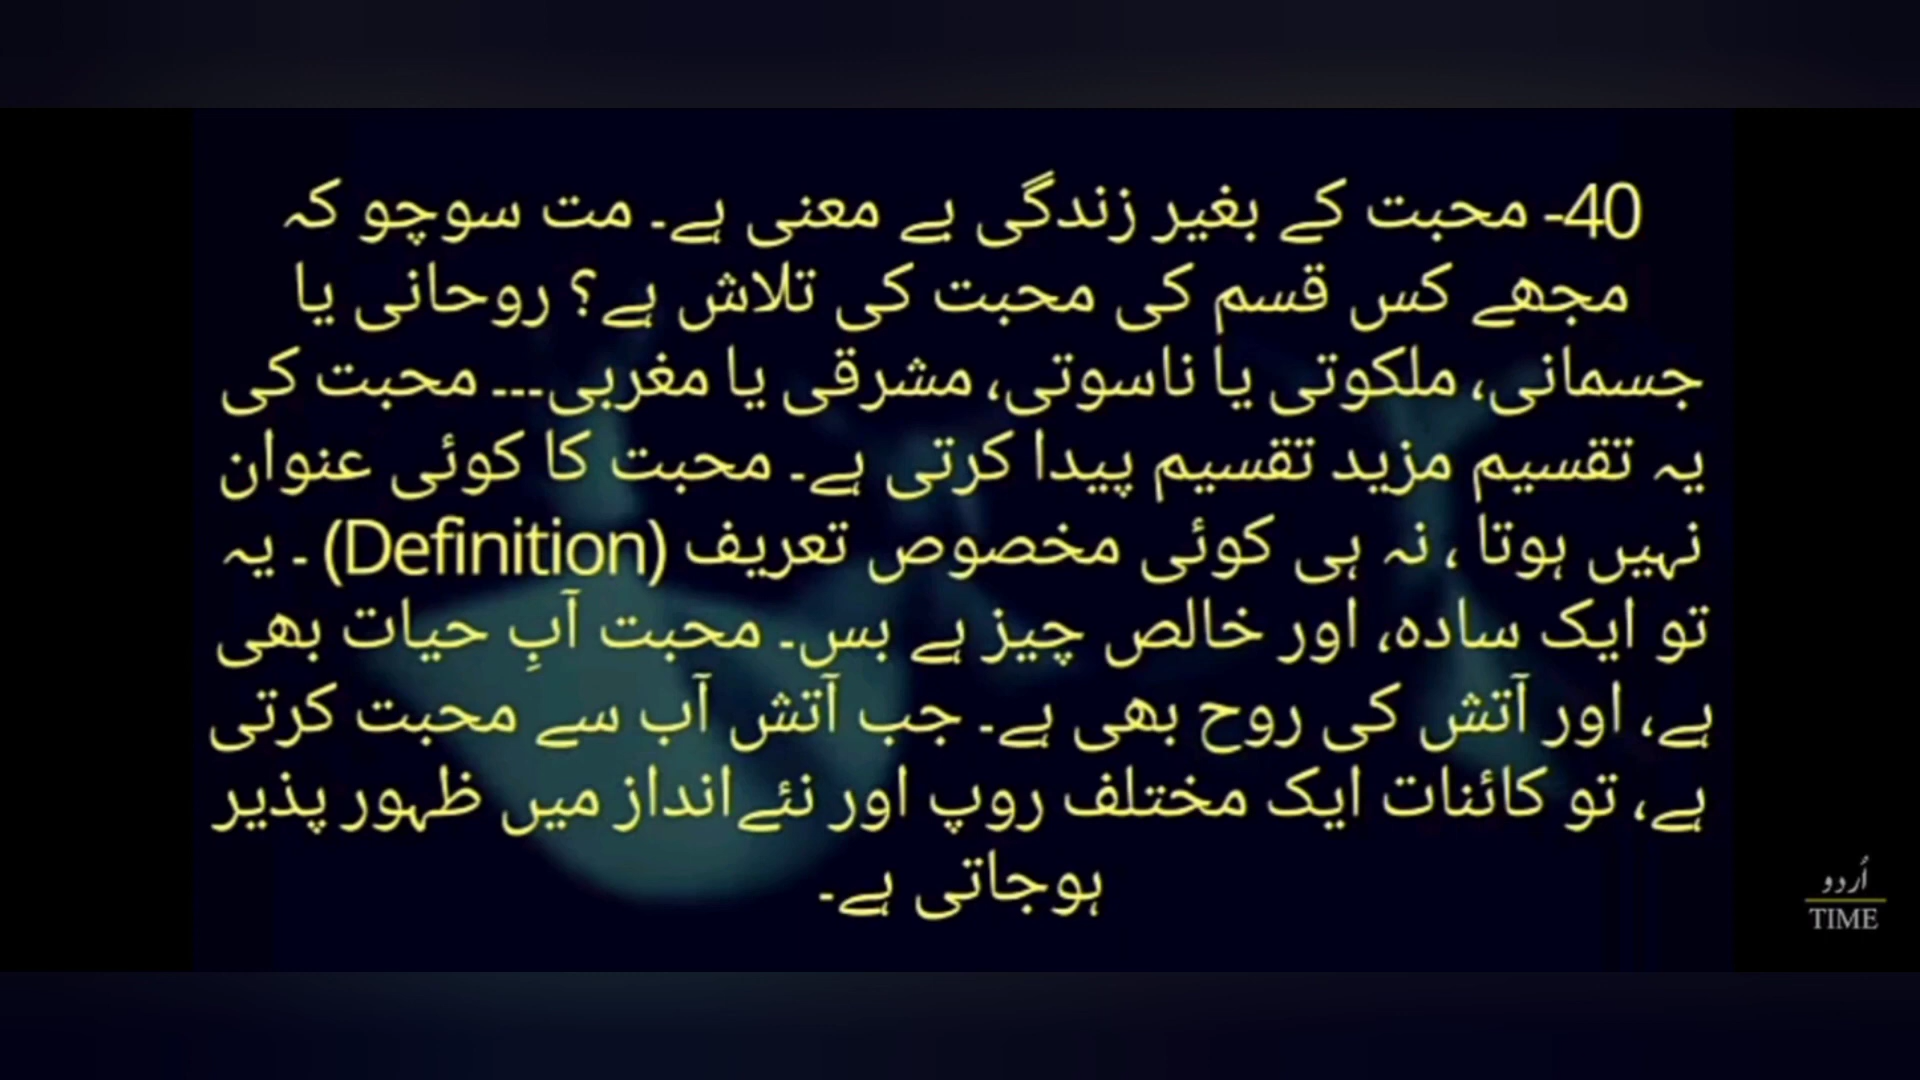 40- محبت کے بغیر زندگی بے معنی ہے۔ مت سوچو کہ
مجھے کس قسم کی محبت کی تلاش ہے؟ روحانی یا
جسمانی، ملکوتی یا ناسوتی، مشرقی یا مغربی۔۔۔ محبت کی
یہ تقسیم مزید تقسیم پیدا کرتی ہے۔ محبت کا کوئی عنوان
نہیں ہوتا ، نہ ہی کوئی مخصوص تعریف (Definition) ۔ یہ
تو ایک سادہ، اور خالص چیز ہے بس۔ محبت آبِ حیات بھی
ہے، اور آتش کی روح بھی ہے۔ جب آتش آب سے محبت کرتی
ہے، تو کائنات ایک مختلف روپ اور نئےانداز میں ظہور پذیر
ہوجاتی ہے۔
اُردو
TIME